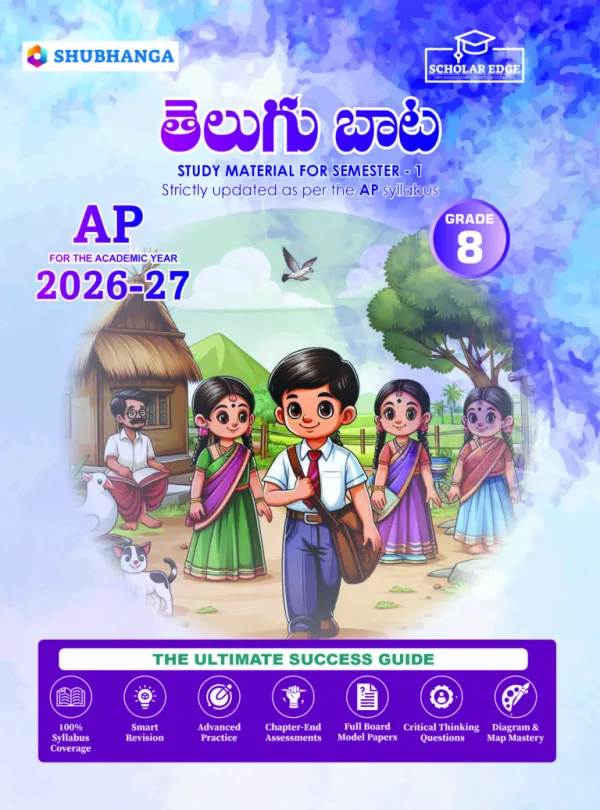 SHUBHANGA
SCHOLAR EDGE
తెలుగు బాట
STUDY MATERIAL FOR SEMESTER - 1
Strictly updated as per the AP syllabus
AP
FOR THE ACADEMIC YEAR
2026-27
GRADE
8
THE ULTIMATE SUCCESS GUIDE
100%
Syllabus
Coverage
Smart
Revision
Advanced
Practice
Chapter-End
Assessments
Full Board
Model Papers
Critical Thinking
Questions
Diagram &
Map Mastery